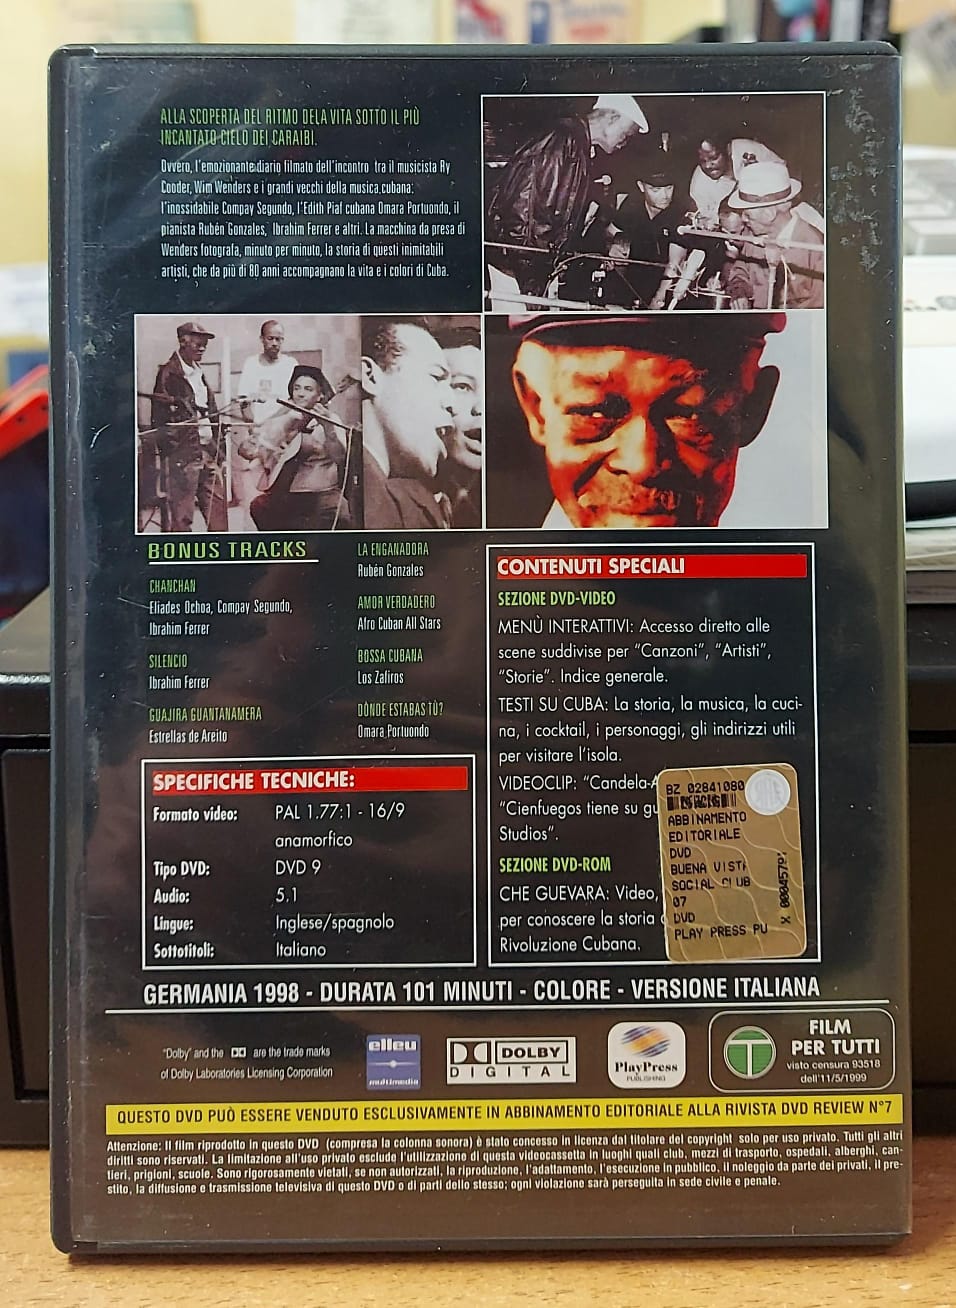 ALLA SCOPERTA DEL RITMO DELA VITA SOTTO IL PIÙ
INCANTATO CIELO DEI CARAIBI.
Ovvero, l'emozionante diario filmato dell'incontro tra il musicista Ry
Cooder, Wim Wenders e i grandi vecchi della musica cubana:
l'inossidabile Compay Segundo, l'Edith Piaf cubana Omara Portuondo, il
pianista Rubén Gonzales, Ibrahim Ferrer e altri. La macchina da presa di
Wenders fotografa, minuto per minuto, la storia di questi inimitabili
artisti, che da più di 80 anni accompagnano la vita e i colori di Cuba.
BONUS TRACKS
CHANCHAN
Eliades Ochoa, Compay Segundo,
Ibrahim Ferrer
SILENCIO
Ibrahim Ferrer
GUAJIRA GUANTANAMERA
Estrellas de Areito
LA ENGANADORA
Rubén Gonzales
AMOR VERDADERO
Afro Cuban All Stars
BOSSA CUBANA
Los Zafiros
DÒNDE ESTABAS TÙ?
Omara Portuondo
SPECIFICHE TECNICHE:
Formato video: PAL 1.77:1 - 16/9
anamorfico
Tipo DVD: DVD 9
Audio: 5.1
Lingue: Inglese/spagnolo
Sottotitoli: Italiano
CONTENUTI SPECIALI
SEZIONE DVD-VIDEO
MENÙ INTERATTIVI: Accesso diretto alle
scene suddivise per "Canzoni", "Artisti",
"Storie". Indice generale.
TESTI SU CUBA: La storia, la musica, la cuci-
na, i cocktail, i personaggi, gli indirizzi utili
per visitare l'isola.
VIDEOCLIP: "Candela-A
"Cienfuegos tiene su gu
Studios".
SEZIONE DVD-ROM
CHE GUEVARA: Video,
per conoscere la storia
Rivoluzione Cubana.
BZ 02841080
ABBINAMENTO
EDITORIALE
DVD
BUENA VISTA
SOCIAL CLUB
07
DVD
PLAY PRESS PU
GERMANIA 1998 - DURATA 101 MINUTI - COLORE - VERSIONE ITALIANA
"Dolby" and the are the trade marks
of Dolby Laboratories Licensing Corporation
elleu
multimedia
DOLBY
DIGITAL
PlayPress
PUBLISHING
T
FILM
PER TUTTI
visto censura 93518
dell'11/5/1999
QUESTO DVD PUÒ ESSERE VENDUTO ESCLUSIVAMENTE IN ABBINAMENTO EDITORIALE ALLA RIVISTA DVD REVIEW N°7
Attenzione: Il film riprodotto in questo DVD (compresa la colonna sonora) è stato concesso in licenza dal titolare del copyright solo per uso privato. Tutti gli altri
diritti sono riservati. La limitazione all'uso privato esclude l'utilizzazione di questa videocassetta in luoghi quali club, mezzi di trasporto, ospedali, alberghi, can-
tieri, prigioni, scuole. Sono rigorosamente vietati, se non autorizzati, la riproduzione, l'adattamento, l'esecuzione in pubblico, il noleggio da parte dei privati, il pre-
stito, la diffusione e trasmissione televisiva di questo DVD o di parti dello stesso; ogni violazione sarà perseguita in sede civile e penale.